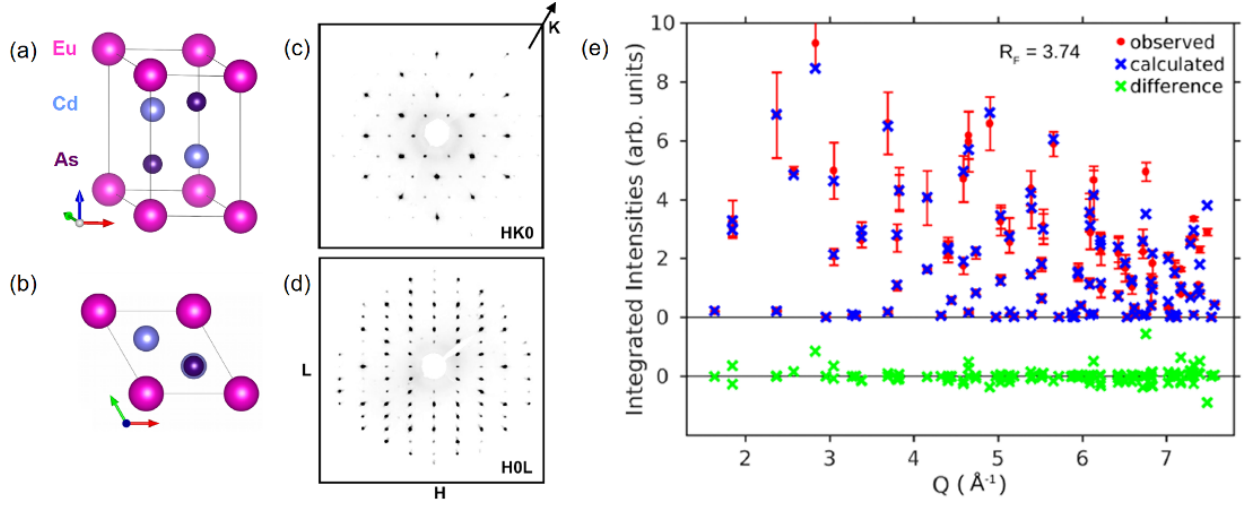 (a)
Eu
Cd
As
(b)
(c)
K
HK0
(d)
L
H0L
H
(e)
10
8
6
4
2
0
0
Integrated Intensities (arb. units)
R_F = 3.74
observed
calculated
difference
2 3 4 5 6 7
Q ( Å⁻¹)